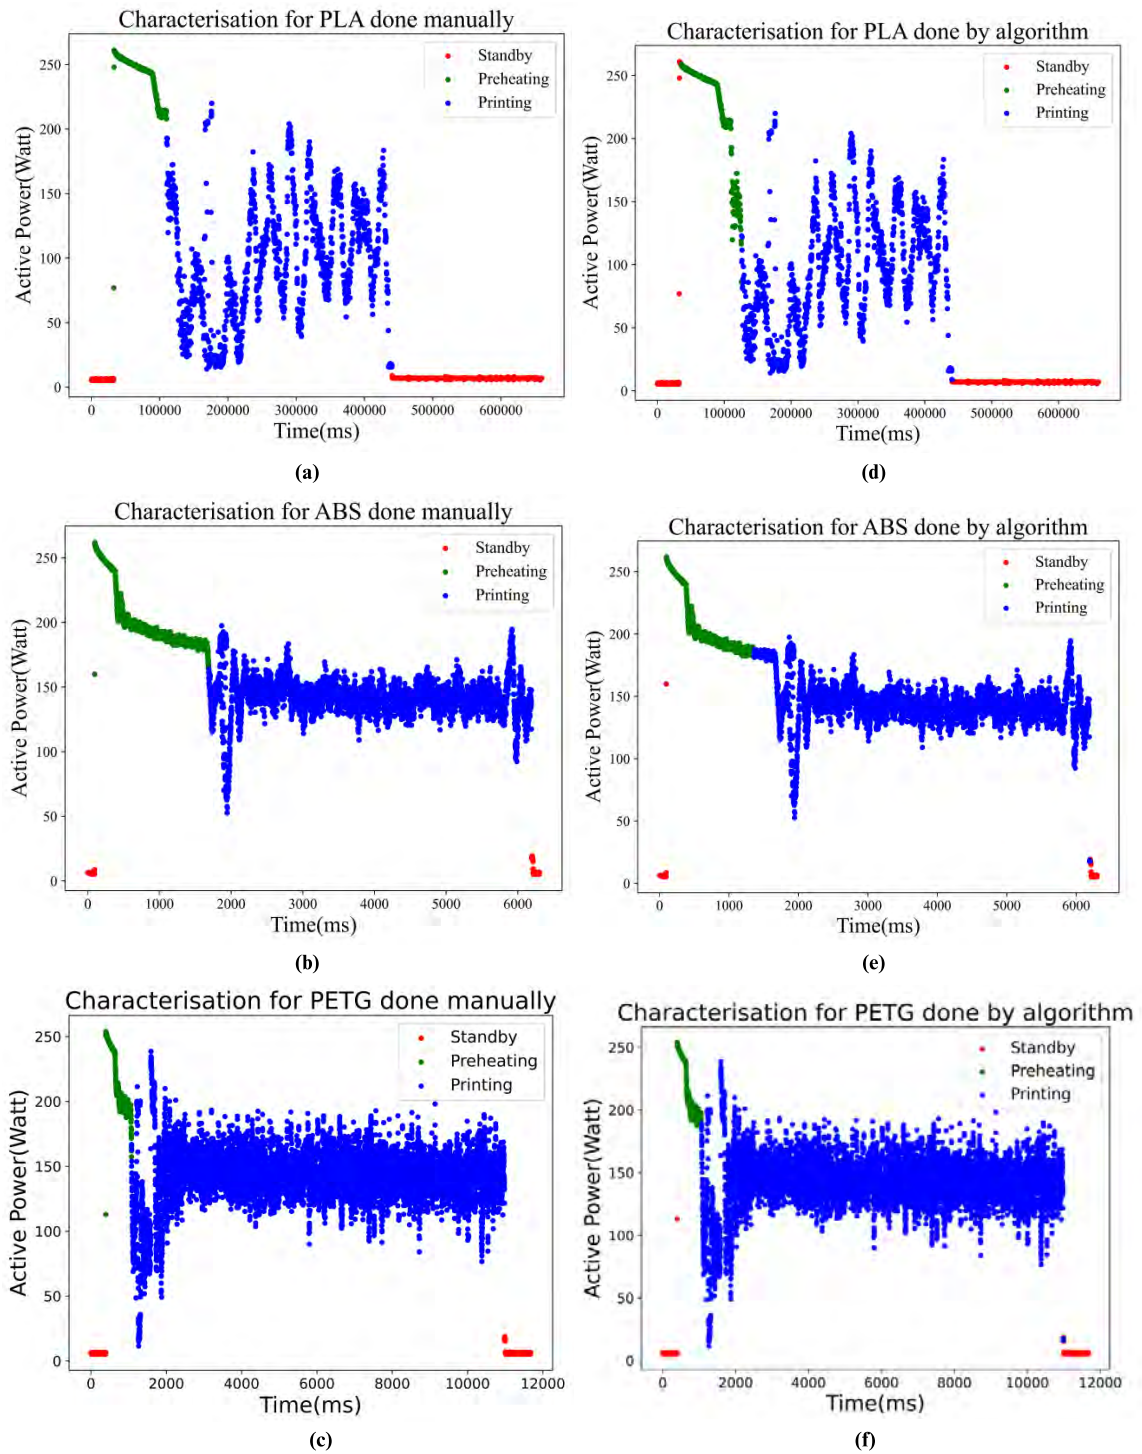 Characterisation for PLA done manually
Standby
Preheating
Printing
250
200
150
100
50
0
Active Power(Watt)
0 100000 200000 300000 400000 500000 600000
Time(ms)
(a)
Characterisation for PLA done by algorithm
Standby
Preheating
Printing
250
200
150
100
50
0
Active Power(Watt)
0 100000 200000 300000 400000 500000 600000
Time(ms)
(d)
Characterisation for ABS done manually
Standby
Preheating
Printing
250
200
150
100
50
0
Active Power(Watt)
0 1000 2000 3000 4000 5000 6000
Time(ms)
(b)
Characterisation for ABS done by algorithm
Standby
Preheating
Printing
250
200
150
100
50
0
Active Power(Watt)
0 1000 2000 3000 4000 5000 6000
Time(ms)
(e)
Characterisation for PETG done manually
Standby
Preheating
Printing
250
200
150
100
50
0
Active Power(Watt)
0 2000 4000 6000 8000 10000 12000
Time(ms)
(c)
Characterisation for PETG done by algorithm
Standby
Preheating
Printing
250
200
150
100
50
0
Active Power(Watt)
0 2000 4000 6000 8000 10000 12000
Time(ms)
(f)